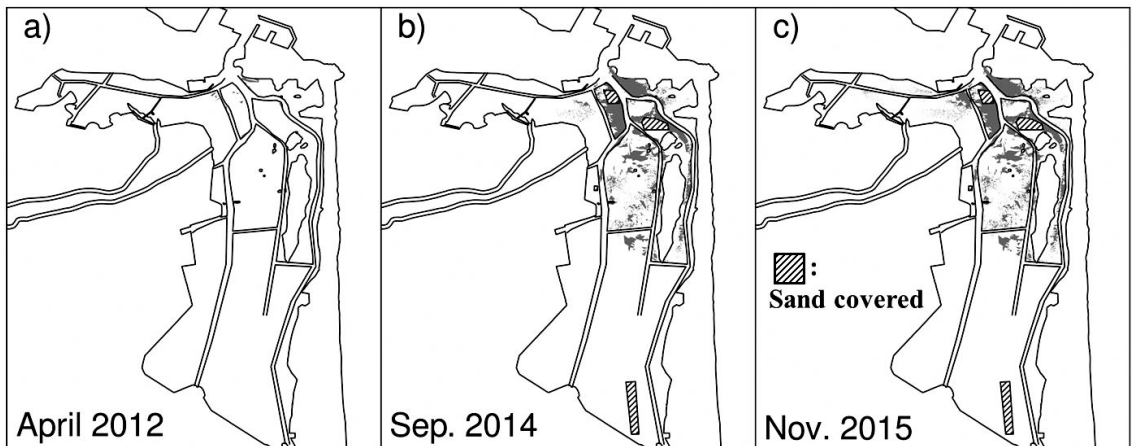 a)
April 2012
b)
Sep. 2014
c)
:
Sand covered
Nov. 2015